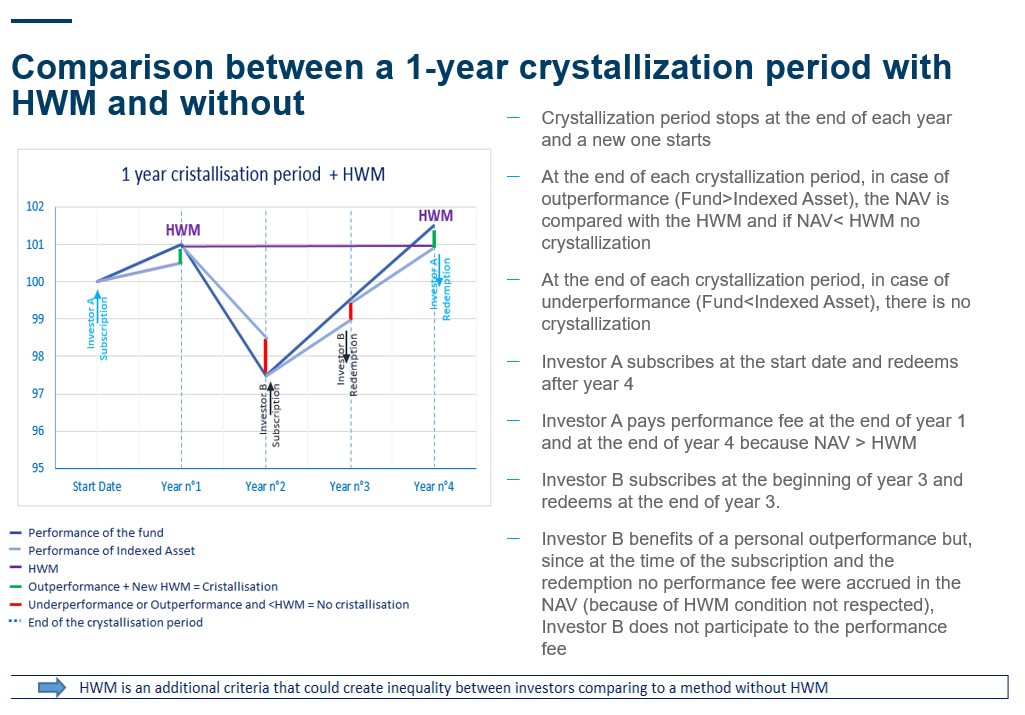 Comparison between a 1-year crystallization period with
HWM and without
1 year cristallisation period + HWM
102
101
100
99
98
97
96
95
HWM
HWM
Investor A
Subscription
Investor B
Subscription
Investor B
Redemption
Investor A
Redemption
Start Date
Year n°1
Year n°2
Year n°3
Year n°4
Performance of the fund
Performance of Indexed Asset
HWM
Outperformance + New HWM = Cristallisation
Underperformance or Outperformance and <HWM = No cristallisation
End of the crystallisation period
— Crystallization period stops at the end of each year
and a new one starts
— At the end of each crystallization period, in case of
outperformance (Fund>Indexed Asset), the NAV is
compared with the HWM and if NAV< HWM no
crystallization
— At the end of each crystallization period, in case of
underperformance (Fund<Indexed Asset), there is no
crystallization
— Investor A subscribes at the start date and redeems
after year 4
— Investor A pays performance fee at the end of year 1
and at the end of year 4 because NAV > HWM
— Investor B subscribes at the beginning of year 3 and
redeems at the end of year 3.
— Investor B benefits of a personal outperformance but,
since at the time of the subscription and the
redemption no performance fee were accrued in the
NAV (because of HWM condition not respected),
Investor B does not participate to the performance
fee
HWM is an additional criteria that could create inequality between investors comparing to a method without HWM